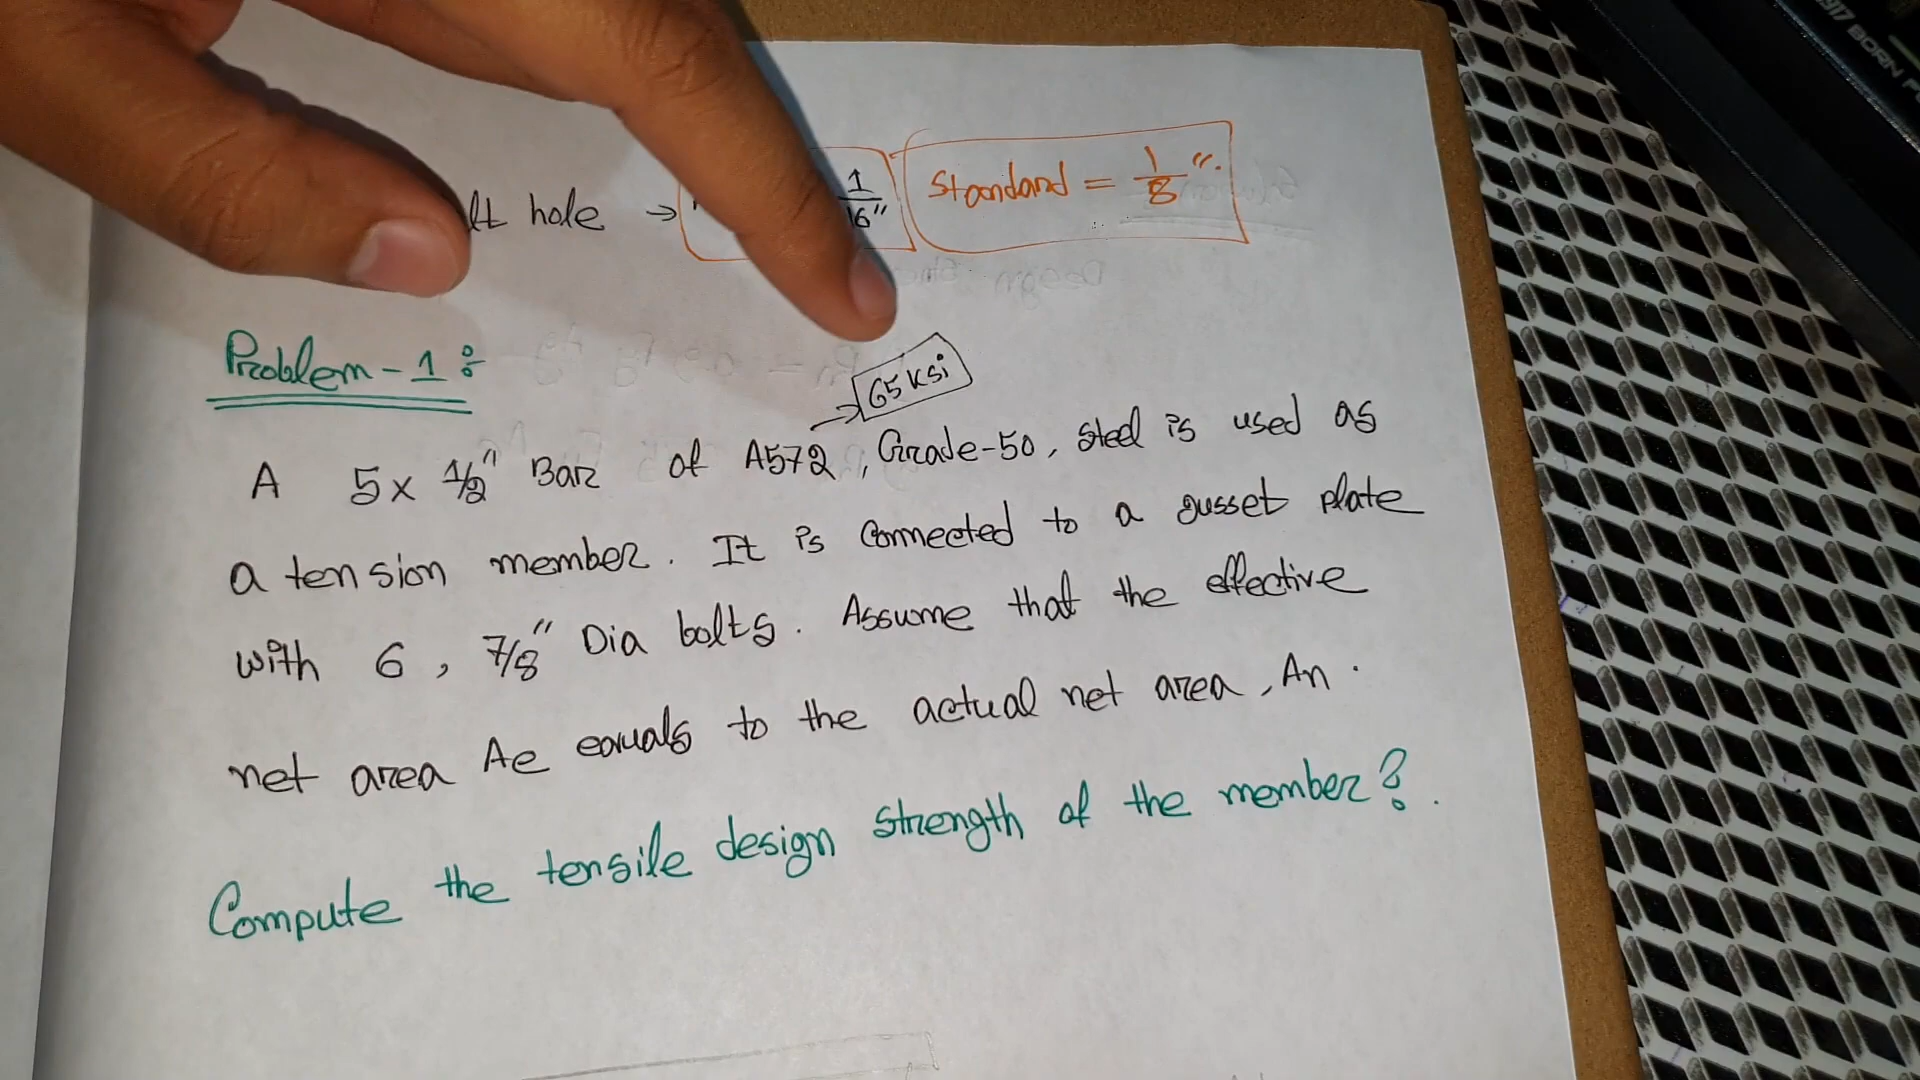 hole → 1/16" Standard = 1/8".
Problem-1:
65 ksi
A 5 x 1/2" Bar of A572, Grade-50, Steel is used as
a tension member. It is Connected to a gusset plate
with 6, 7/8" Dia bolts. Assume that the effective
net area Ae equals to the actual net area, An.
Compute the tensile design strength of the member?.